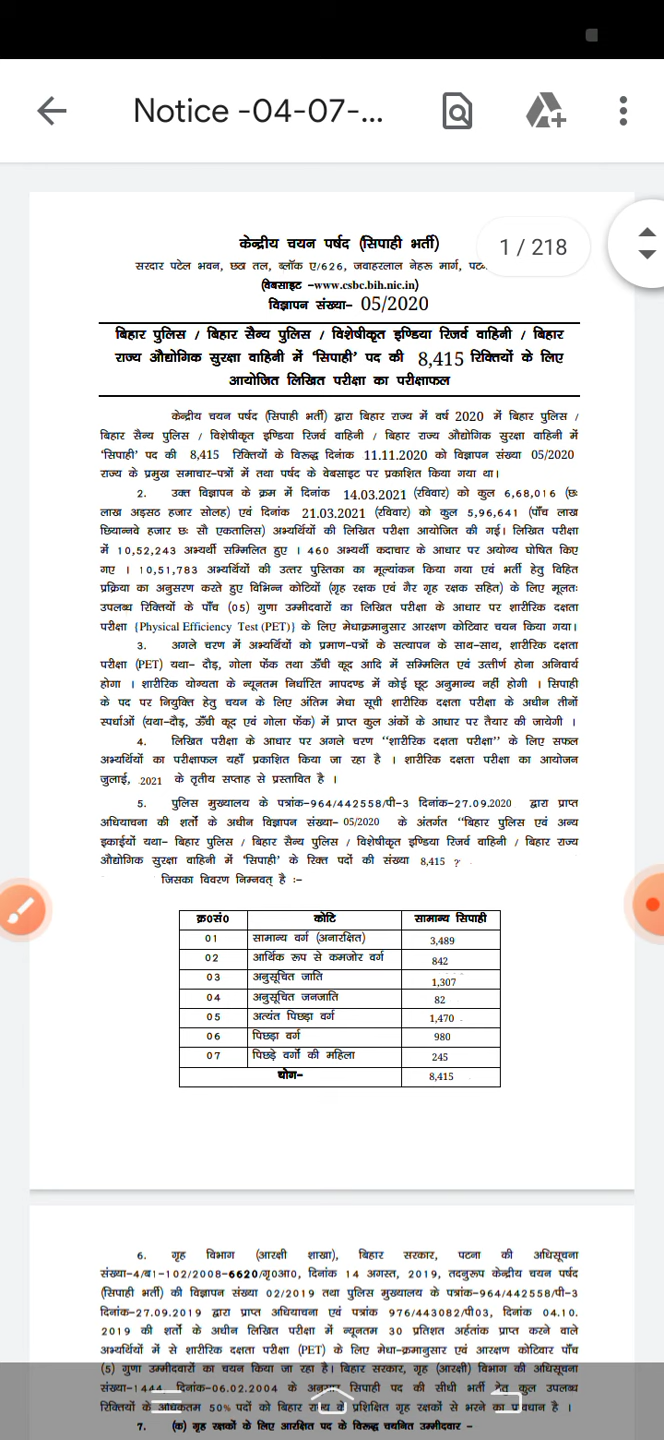 Notice -04-07-...
1 / 218
केन्द्रीय चयन पर्षद (सिपाही भर्ती)
सरदार पटेल भवन, छठा तल, ब्लॉक ए/626, जवाहरलाल नेहरू मार्ग,
(वेबसाइट –www.csbc.bih.nic.in)
विज्ञापन संख्या– 05/2020
बिहार पुलिस / बिहार सैन्य पुलिस / विशेषीकृत इण्डिया रिजर्व वाहिनी / बिहार
राज्य औद्योगिक सुरक्षा वाहिनी में ‘सिपाही’ पद की 8,415 रिक्तियों के लिए
आयोजित लिखित परीक्षा का परीक्षाफल
केन्द्रीय चयन पर्षद (सिपाही भर्ती) द्वारा बिहार राज्य में वर्ष 2020 में बिहार पुलिस /
बिहार सैन्य पुलिस / विशेषीकृत इण्डिया रिजर्व वाहिनी / बिहार राज्य औद्योगिक सुरक्षा वाहिनी में
‘सिपाही’ पद की 8,415 रिक्तियों के विरूद्ध दिनांक 11.11.2020 को विज्ञापन संख्या 05/2020
राज्य के प्रमुख समाचार–पत्रों में तथा पर्षद के वेबसाइट पर प्रकाशित किया गया था।
2. उक्त विज्ञापन के क्रम में दिनांक 14.03.2021 (रविवार) को कुल 6,68,016 (छः
लाख अड़सठ हजार सोलह) एवं दिनांक 21.03.2021 (रविवार) को कुल 5,96,641 (पाँच लाख
छियान्नवे हजार छः सौ एकतालिस) अभ्यर्थियों की लिखित परीक्षा आयोजित की गई। लिखित परीक्षा
में 10,52,243 अभ्यर्थी सम्मिलित हुए । 460 अभ्यर्थी कदाचार के आधार पर अयोग्य घोषित किए
गए । 10,51,783 अभ्यर्थियों की उत्तर पुस्तिका का मूल्यांकन किया गया एवं भर्ती हेतु विहित
प्रक्रिया का अनुसरण करते हुए विभिन्न कोटियों (गृह रक्षक एवं गैर गृह रक्षक सहित) के लिए मूलतः
उपलब्ध रिक्तियों के पाँच (05) गुणा उम्मीदवारों का लिखित परीक्षा के आधार पर शारीरिक दक्षता
परीक्षा {Physical Efficiency Test (PET)} के लिए मेधाक्रमानुसार आरक्षण कोटिवार चयन किया गया।
3. अगले चरण में अभ्यर्थियों को प्रमाण-पत्रों के सत्यापन के साथ-साथ, शारीरिक दक्षता
परीक्षा (PET) यथा– दौड़, गोला फेंक तथा ऊँची कूद आदि में सम्मिलित एवं उत्तीर्ण होना अनिवार्य
होगा । शारीरिक योग्यता के न्यूनतम निर्धारित मापदण्ड में कोई छूट अनुमान्य नहीं होगी । सिपाही
के पद पर नियुक्ति हेतु चयन के लिए अंतिम मेधा सूची शारीरिक दक्षता परीक्षा के अधीन तीनों
स्पर्धाओं (यथा–दौड़, ऊँची कूद एवं गोला फेंक) में प्राप्त कुल अंकों के आधार पर तैयार की जायेगी ।
4. लिखित परीक्षा के आधार पर अगले चरण “शारीरिक दक्षता परीक्षा” के लिए सफल
अभ्यर्थियों का परीक्षाफल यहाँ प्रकाशित किया जा रहा है । शारीरिक दक्षता परीक्षा का आयोजन
जुलाई, 2021 के तृतीय सप्ताह से प्रस्तावित है ।
5. पुलिस मुख्यालय के पत्रांक-964/442558/पी–3 दिनांक–27.09.2020 द्वारा प्राप्त
अधियाचना की शर्तों के अधीन विज्ञापन संख्या– 05/2020 के अंतर्गत “बिहार पुलिस एवं अन्य
इकाईयों यथा– बिहार पुलिस / बिहार सैन्य पुलिस / विशेषीकृत इण्डिया रिजर्व वाहिनी / बिहार राज्य
औद्योगिक सुरक्षा वाहिनी में ‘सिपाही’ के रिक्त पदों की संख्या 8,415 ?
जिसका विवरण निम्नवत् है :–
क्र0सं0 कोटि सामान्य सिपाही
01 सामान्य वर्ग (अनारक्षित) 3,489
02 आर्थिक रूप से कमजोर वर्ग 842
03 अनुसूचित जाति 1,307
04 अनुसूचित जनजाति 82
05 अत्यंत पिछड़ा वर्ग 1,470
06 पिछड़ा वर्ग 980
07 पिछड़े वर्गों की महिला 245
योग– 8,415
6. गृह विभाग (आरक्षी शाखा), बिहार सरकार, पटना की अधिसूचना
संख्या–4/ब1–102/2008–6620/गृ0आ0, दिनांक 14 अगस्त, 2019, तदनुरूप केन्द्रीय चयन पर्षद
(सिपाही भर्ती) की विज्ञापन संख्या 02/2019 तथा पुलिस मुख्यालय के पत्रांक–964/442558/पी–3
दिनांक–27.09.2019 द्वारा प्राप्त अधियाचना एवं पत्रांक 976/443082/पी03, दिनांक 04.10.
2019 की शर्तों के अधीन लिखित परीक्षा में न्यूनतम 30 प्रतिशत अर्हतांक प्राप्त करने वाले
अभ्यर्थियों में से शारीरिक दक्षता परीक्षा (PET) के लिए मेधा–क्रमानुसार एवं आरक्षण कोटिवार पाँच
(5) गुणा उम्मीदवारों का चयन किया जा रहा है। बिहार सरकार, गृह (आरक्षी) विभाग की अधिसूचना
संख्या–1444 दिनांक–06.02.2004 के अनुसार सिपाही पद की सीधी भर्ती हेतु कुल उपलब्ध
रिक्तियों के अधिकतम 50% पदों को बिहार राज्य के प्रशिक्षित गृह रक्षकों से भरने का प्रावधान है ।
7. (क) गृह रक्षकों के लिए आरक्षित पद के विरूद्ध चयनित उम्मीदवार –